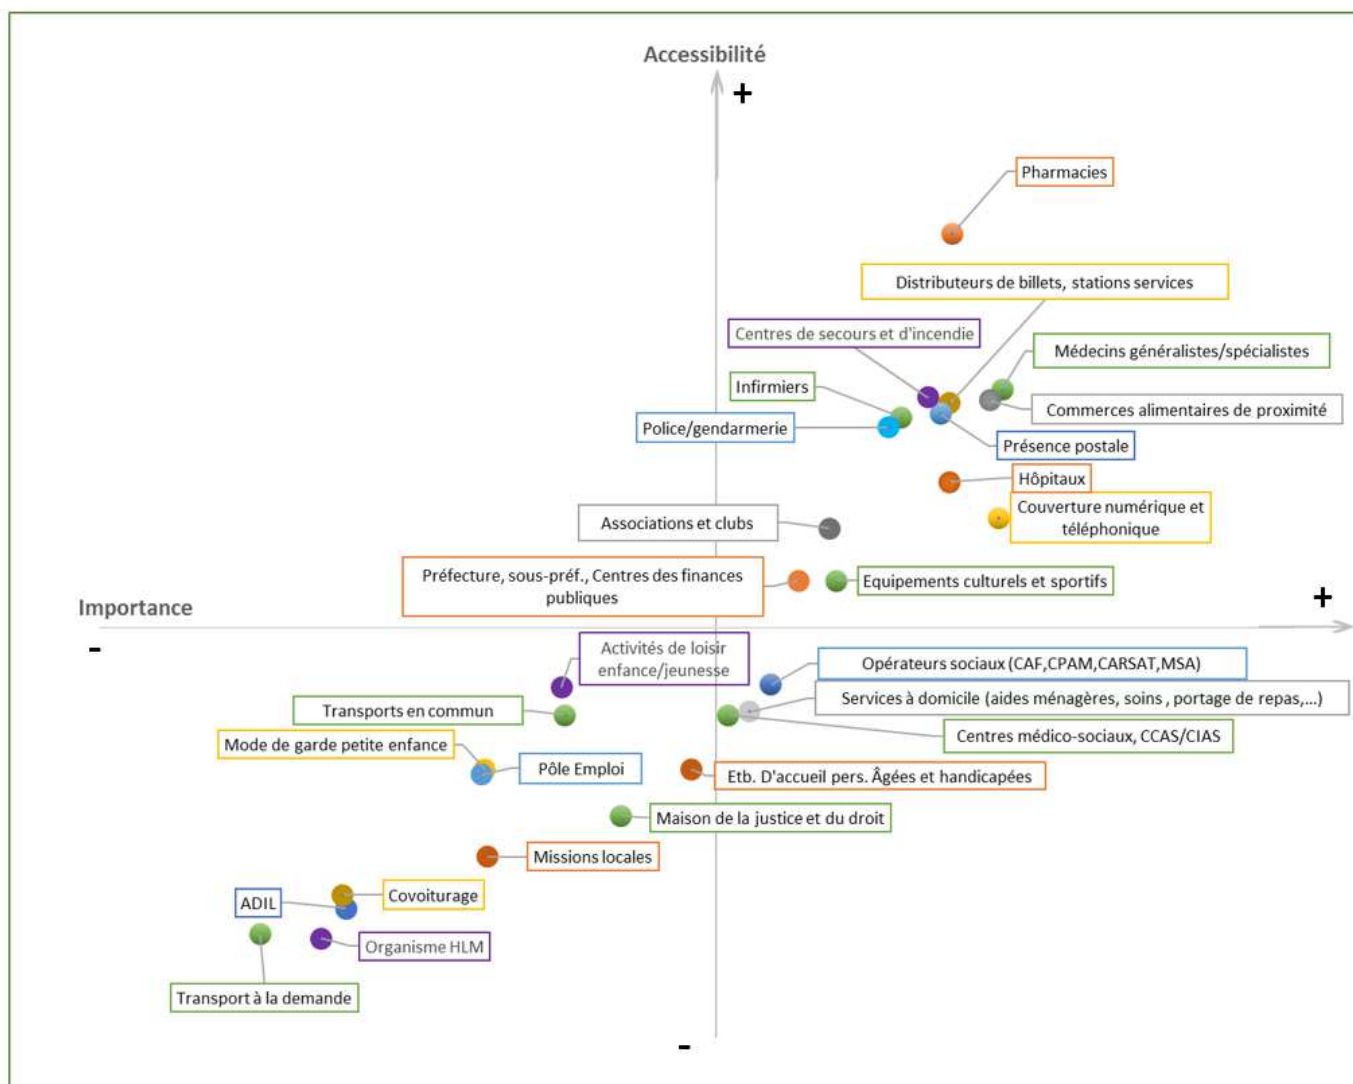 Accessibilité
+
Pharmacies
Distributeurs de billets, stations services
Centres de secours et d'incendie
Médecins généralistes/spécialistes
Infirmiers
Commerces alimentaires de proximité
Police/gendarmerie
Présence postale
Hôpitaux
Couverture numérique et
téléphonique
Associations et clubs
Préfecture, sous-préf., Centres des finances
publiques
Equipements culturels et sportifs
Importance
+
-
Activités de loisir
enfance/jeunesse
Opérateurs sociaux (CAF,CPAM,CARSAT,MSA)
Services à domicile (aides ménagères, soins , portage de repas,...)
Transports en commun
Centres médico-sociaux, CCAS/CIAS
Mode de garde petite enfance
Pôle Emploi
Etb. D'accueil pers. Âgées et handicapées
Maison de la justice et du droit
Missions locales
Covoiturage
ADIL
Organisme HLM
Transport à la demande
-